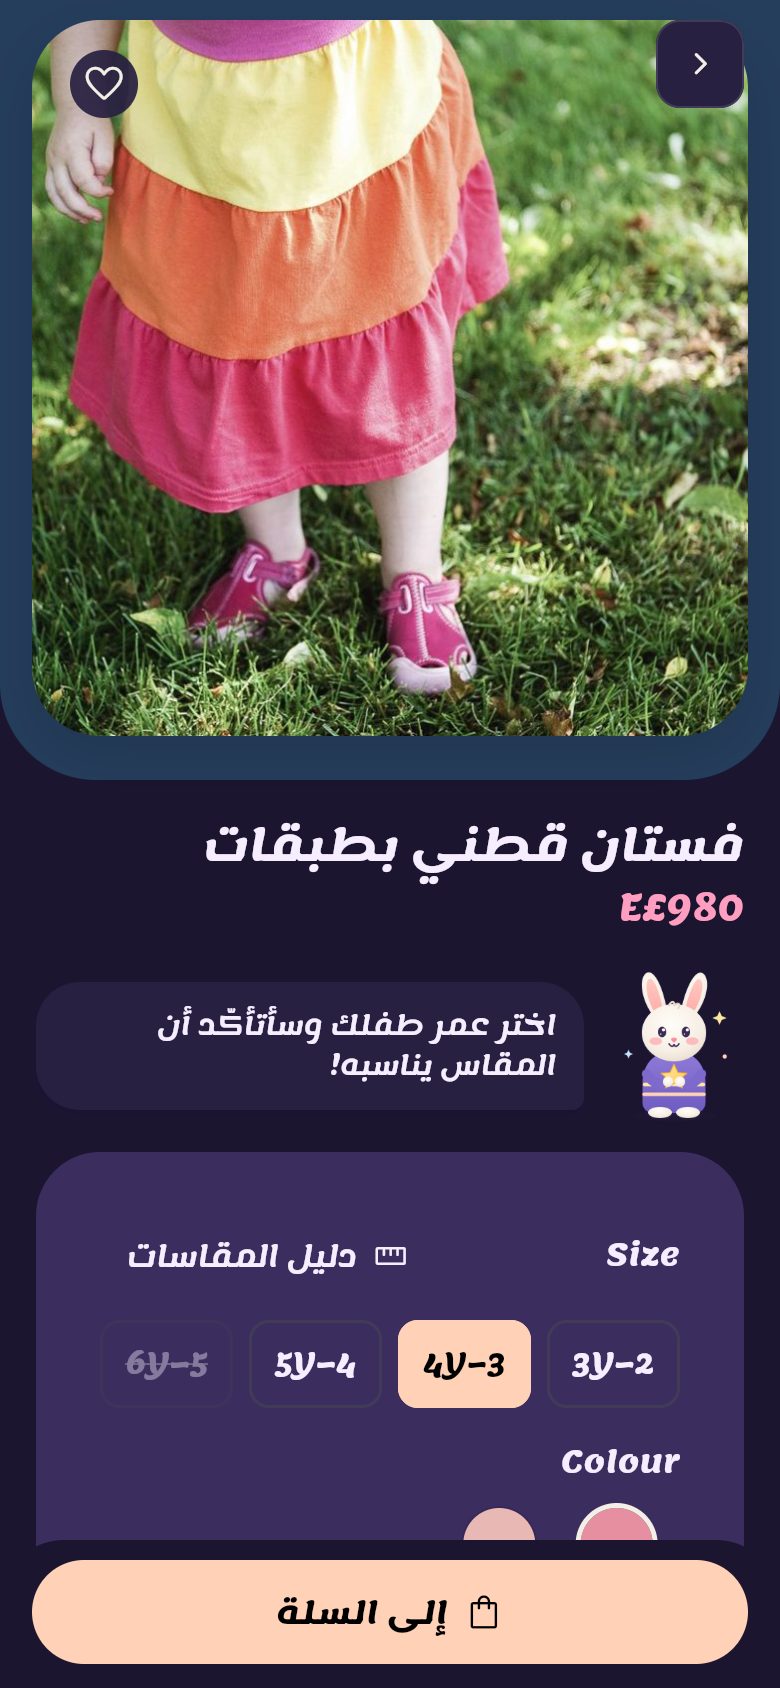 فستان قطني بطبقات
E£980
اختر عمر طفلك وسأتأكّد أن
المقاس يناسبه!
Size
دليل المقاسات
3Y–2
4Y–3
5Y–4
6Y–5
Colour
إلى السلة